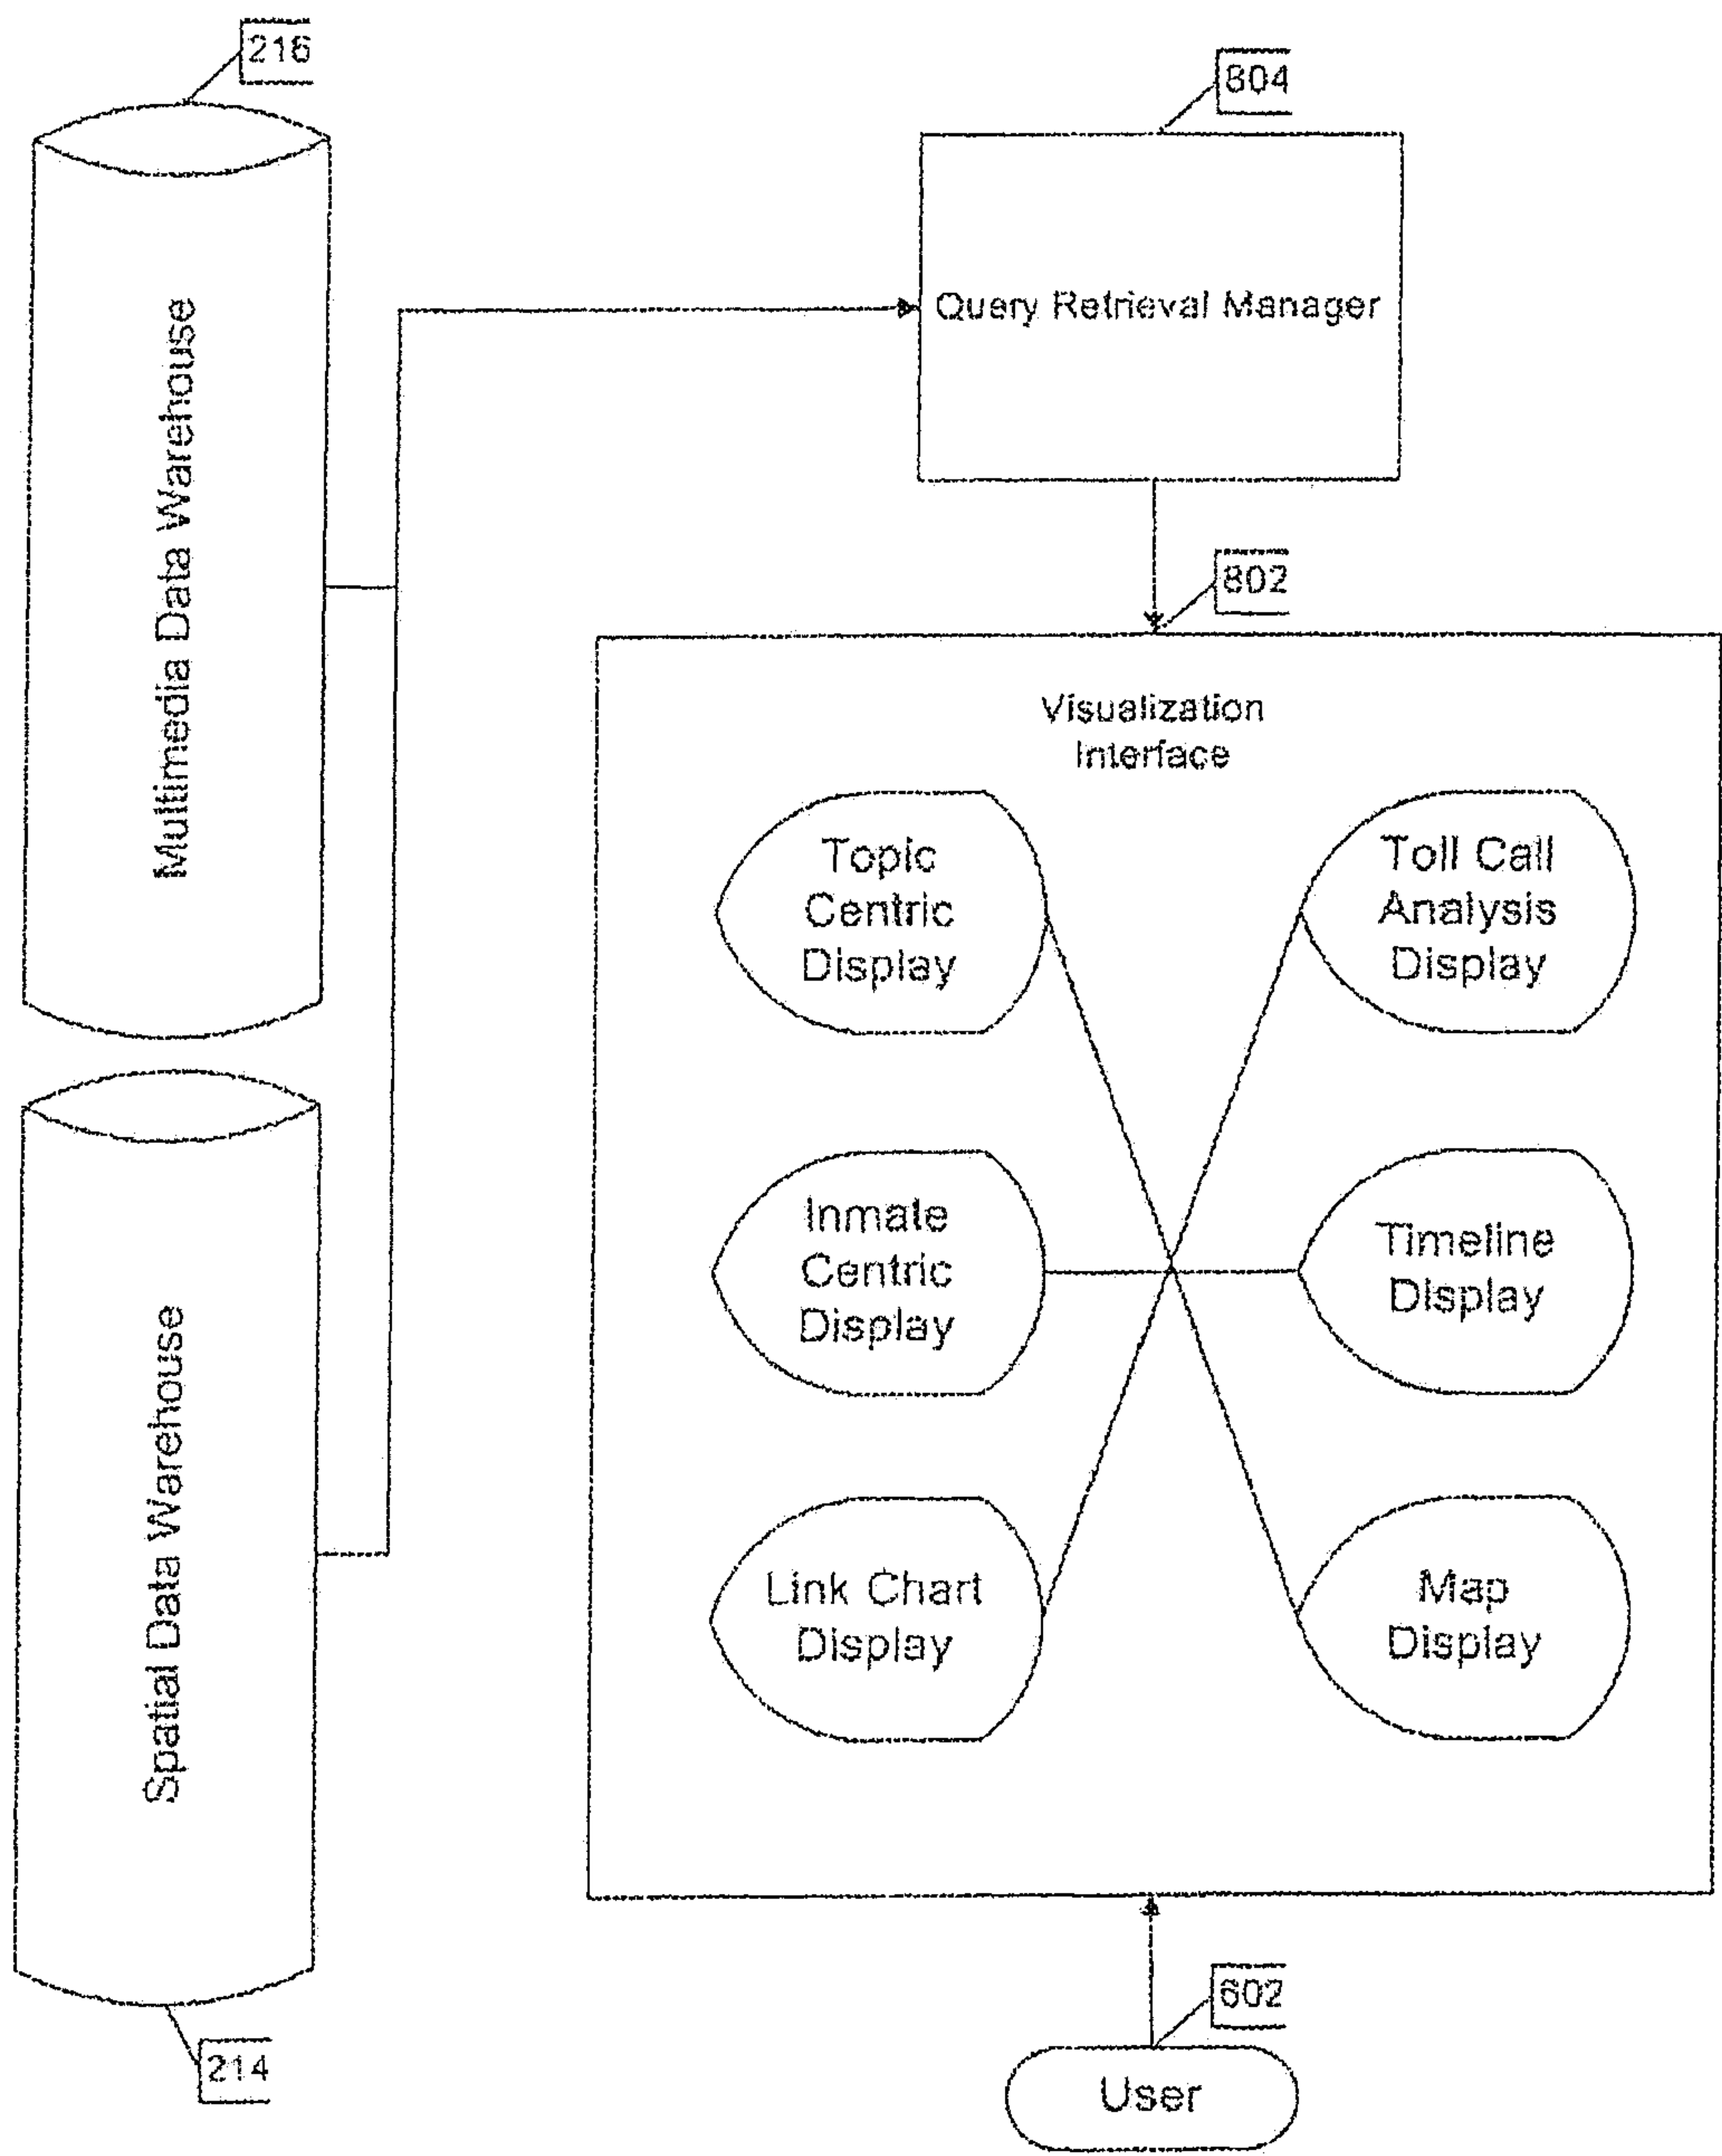 216
804
Multimedia Data Warehouse
Query Retrieval Manager
802
Visualization
Interface
Topic
Centric
Display
Toll Call
Analysis
Display
Inmate
Centric
Display
Timeline
Display
Spatial Data Warehouse
Link Chart
Display
Map
Display
602
214
User